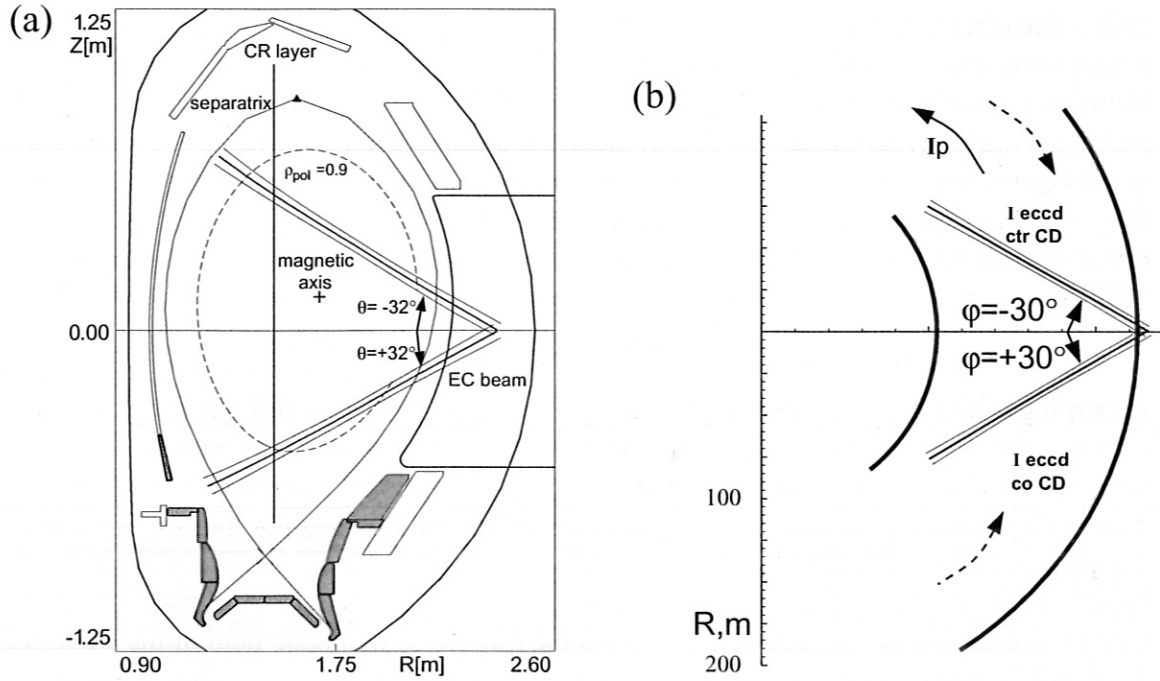 (a)
1.25
Z[m]
CR layer
separatrix
ρpol =0.9
magnetic
axis
θ= -32°
0.00
θ=+32°
EC beam
-1.25
0.90
1.75
R[m]
2.60
(b)
Ip
I eccd
ctr CD
φ=-30°
φ=+30°
I eccd
co CD
100
R,m
200